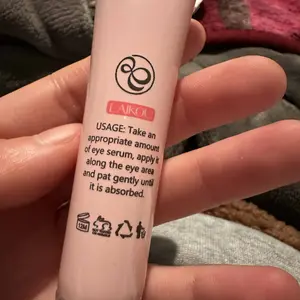 LAIKOU
USAGE: Take an
appropriate amount
of eye serum, apply it
along the eye area
and pat gently until
it is absorbed.
12M